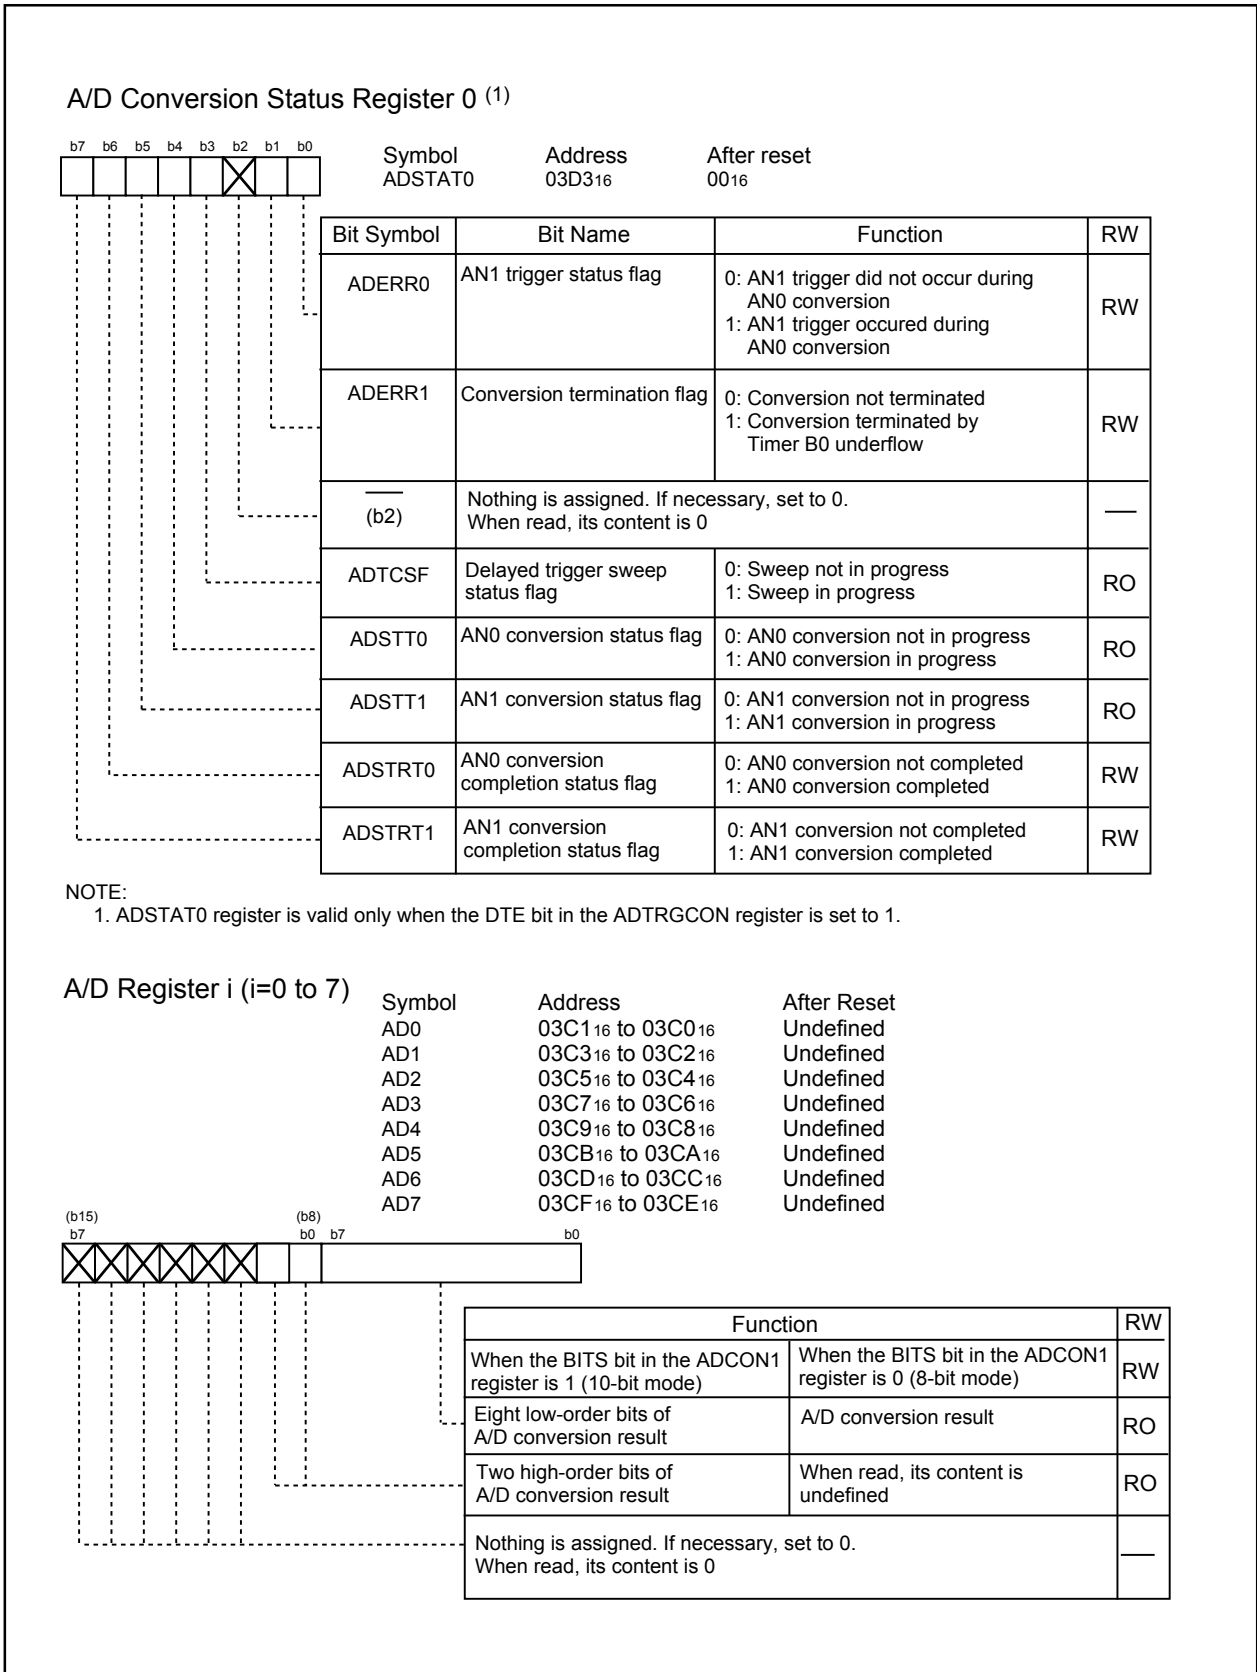 A/D Conversion Status Register 0 (1)
b7 b6 b5 b4 b3 b2 b1 b0
Symbol Address After reset
ADSTAT0 03D316 0016
Bit Symbol Bit Name Function RW
ADERR0 AN1 trigger status flag 0: AN1 trigger did not occur during
AN0 conversion
1: AN1 trigger occured during
AN0 conversion
RW
ADERR1 Conversion termination flag 0: Conversion not terminated
1: Conversion terminated by
Timer B0 underflow
RW
(b2) Nothing is assigned. If necessary, set to 0.
When read, its content is 0
—
ADTCSF Delayed trigger sweep 0: Sweep not in progress
status flag 1: Sweep in progress
RO
ADSTT0 AN0 conversion status flag 0: AN0 conversion not in progress
1: AN0 conversion in progress
RO
ADSTT1 AN1 conversion status flag 0: AN1 conversion not in progress
1: AN1 conversion in progress
RO
ADSTRT0 AN0 conversion 0: AN0 conversion not completed
completion status flag 1: AN0 conversion completed
RW
ADSTRT1 AN1 conversion 0: AN1 conversion not completed
completion status flag 1: AN1 conversion completed
RW
NOTE:
1. ADSTAT0 register is valid only when the DTE bit in the ADTRGCON register is set to 1.
A/D Register i (i=0 to 7)
Symbol Address After Reset
AD0 03C116 to 03C016 Undefined
AD1 03C316 to 03C216 Undefined
AD2 03C516 to 03C416 Undefined
AD3 03C716 to 03C616 Undefined
AD4 03C916 to 03C816 Undefined
AD5 03CB16 to 03CA16 Undefined
AD6 03CD16 to 03CC16 Undefined
AD7 03CF16 to 03CE16 Undefined
(b15) (b8)
b7 b0 b7 b0
Function RW
When the BITS bit in the ADCON1 When the BITS bit in the ADCON1
register is 1 (10-bit mode) register is 0 (8-bit mode)
RW
Eight low-order bits of A/D conversion result
A/D conversion result
RO
Two high-order bits of When read, its content is
A/D conversion result undefined
RO
Nothing is assigned. If necessary, set to 0.
When read, its content is 0
—